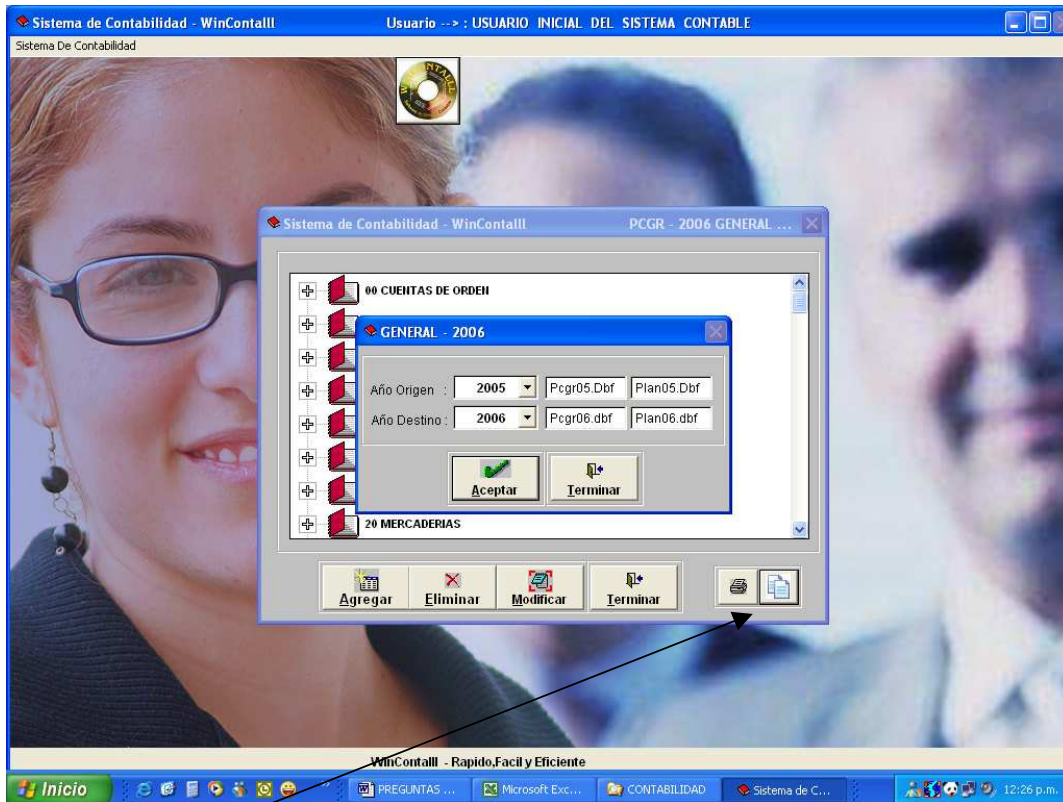 Sistema de Contabilidad - WinContaIII Usuario --> : USUARIO INICIAL DEL SISTEMA CONTABLE
Sistema De Contabilidad
Sistema de Contabilidad - WinContaIII PCGR - 2006 GENERAL ...
00 CUENTAS DE ORDEN
GENERAL - 2006
Año Origen : 2005 Pcgr05.Dbf Plan05.Dbf
Año Destino : 2006 Pcgr06.dbf Plan06.dbf
Aceptar Terminar
20 MERCADERIAS
Agregar Eliminar Modificar Terminar
WinContaIII - Rapido,Facil y Eficiente
Inicio PREGUNTAS ... Microsoft Exc... CONTABILIDAD Sistema de C... 12:26 p.m.